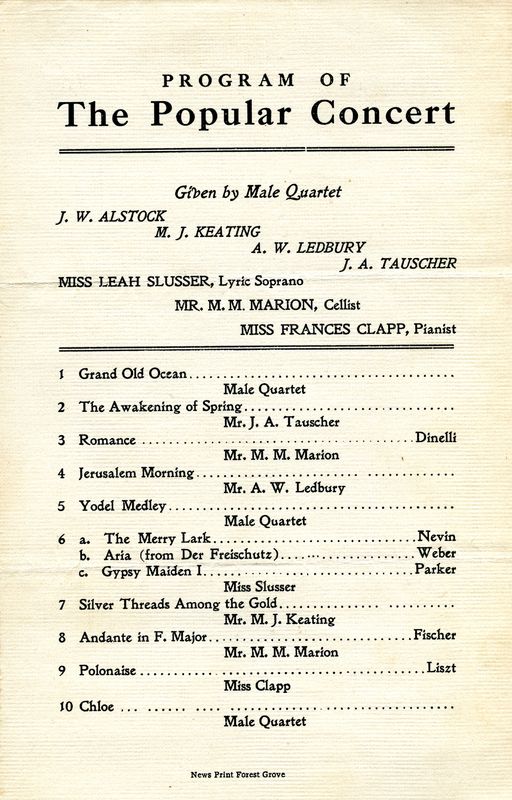 PROGRAM OF
The Popular Concert
Given by Male Quartet
J. W. ALSTOCK
M. J. KEATING
A. W. LEDBURY
J. A. TAUSCHER
MISS LEAH SLUSSER, Lyric Soprano
MR. M. M. MARION, Cellist
MISS FRANCES CLAPP, Pianist
1 Grand Old Ocean
Male Quartet
2 The Awakening of Spring
Mr. J. A. Tauscher
3 Romance Dinelli
Mr. M. M. Marion
4 Jerusalem Morning
Mr. A. W. Ledbury
5 Yodel Medley
Male Quartet
6 a. The Merry Lark Nevin
b. Aria (from Der Freischutz) Weber
c. Gypsy Maiden I Parker
Miss Slusser
7 Silver Threads Among the Gold
Mr. M. J. Keating
8 Andante in F. Major Fischer
Mr. M. M. Marion
9 Polonaise Liszt
Miss Clapp
10 Chloe
Male Quartet
News Print Forest Grove